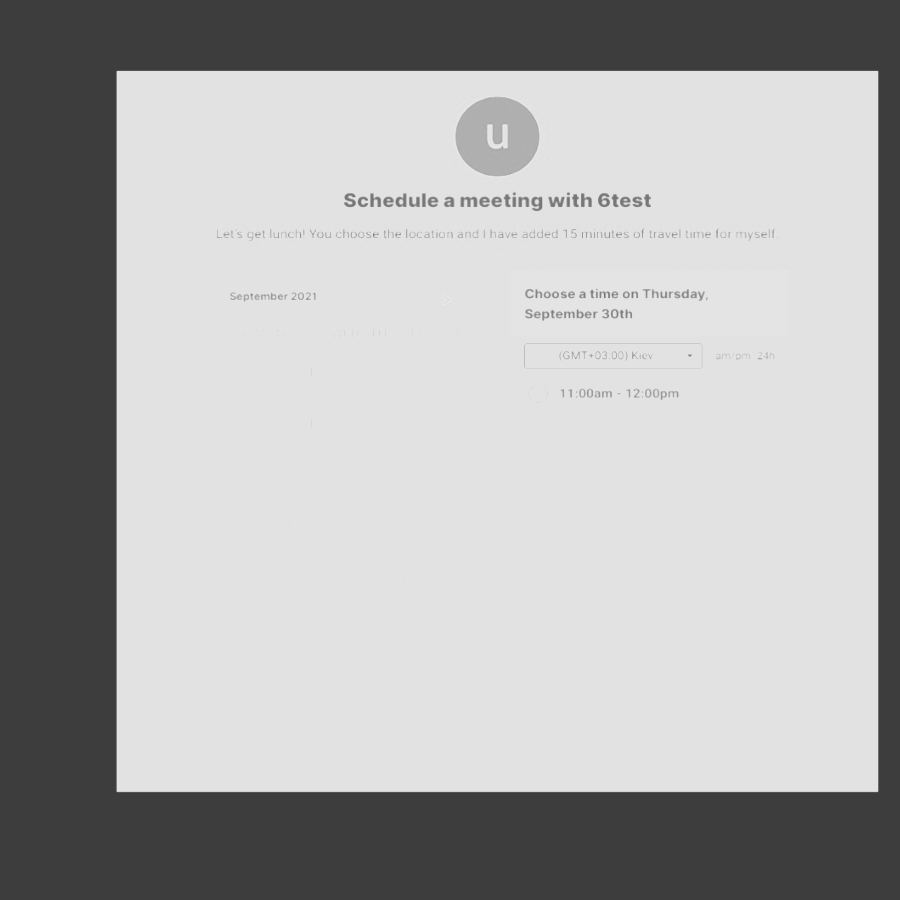 u
Schedule a meeting with 6test
Let's get lunch! You choose the location and I have added 15 minutes of travel time for myself
September 2021
Choose a time on Thursday,
September 30th
(GMT+03:00) Kiev
am/pm 24h
11:00am - 12:00pm